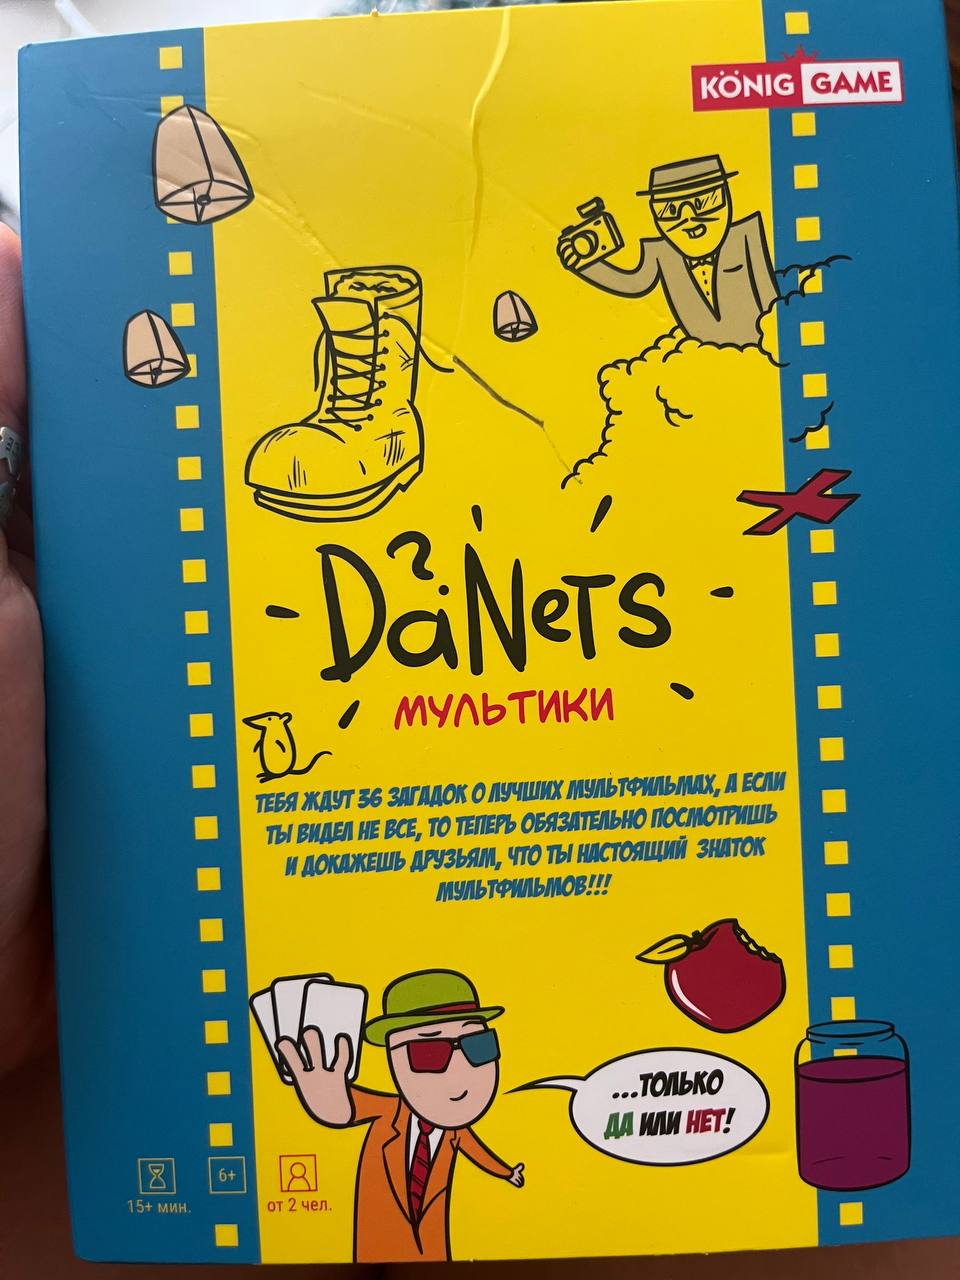 KÖNIG GAME
DaNeTS
МУЛЬТИКИ
ТЕБЯ ЖДУТ 36 ЗАГАДОК О ЛУЧШИХ МУЛЬТФИЛЬМАХ, А ЕСЛИ
ТЫ ВИДЕЛ НЕ ВСЕ, ТО ТЕПЕРЬ ОБЯЗАТЕЛЬНО ПОСМОТРИШЬ
И ДОКАЖЕШЬ ДРУЗЬЯМ, ЧТО ТЫ НАСТОЯЩИЙ ЗНАТОК
МУЛЬТФИЛЬМОВ!!!
...ТОЛЬКО
ДА ИЛИ НЕТ!
15+ мин.
6+
от 2 чел.